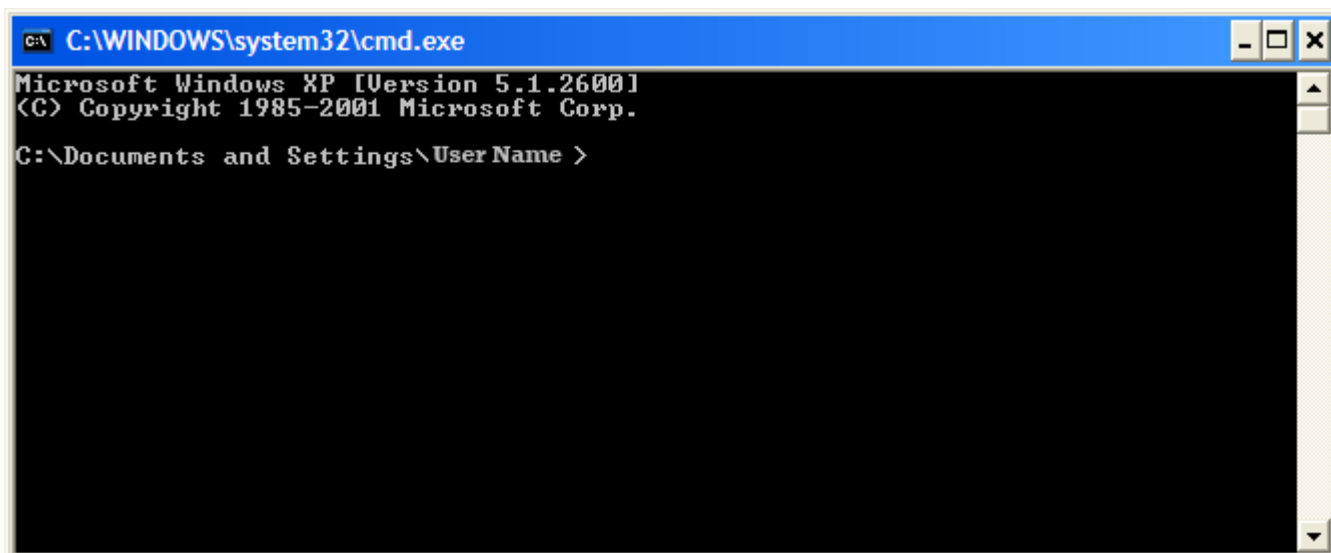 C:\WINDOWS\system32\cmd.exe
Microsoft Windows XP [Version 5.1.2600]
(C) Copyright 1985-2001 Microsoft Corp.
C:\Documents and Settings\User Name >